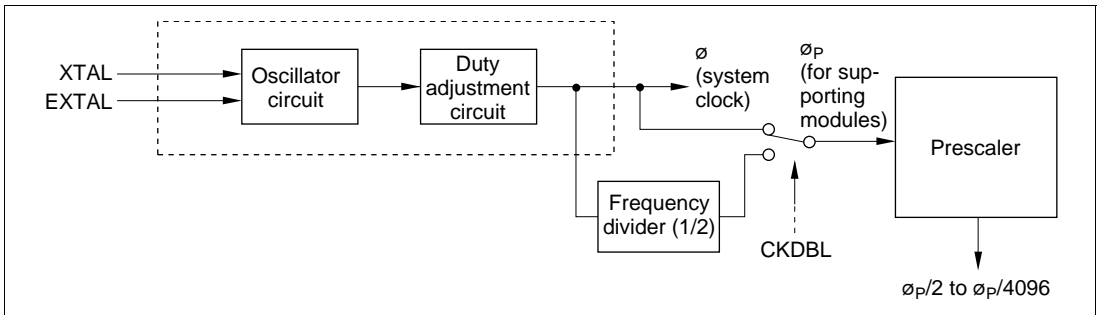 XTAL
EXTAL
Oscillator
circuit
Duty
adjustment
circuit
ø
(system
clock)
øP
(for sup-
porting
modules)
Prescaler
Frequency
divider (1/2)
CKDBL
øP/2 to øP/4096